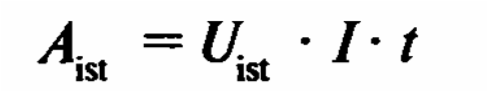 A_ist = U_ist · I · t